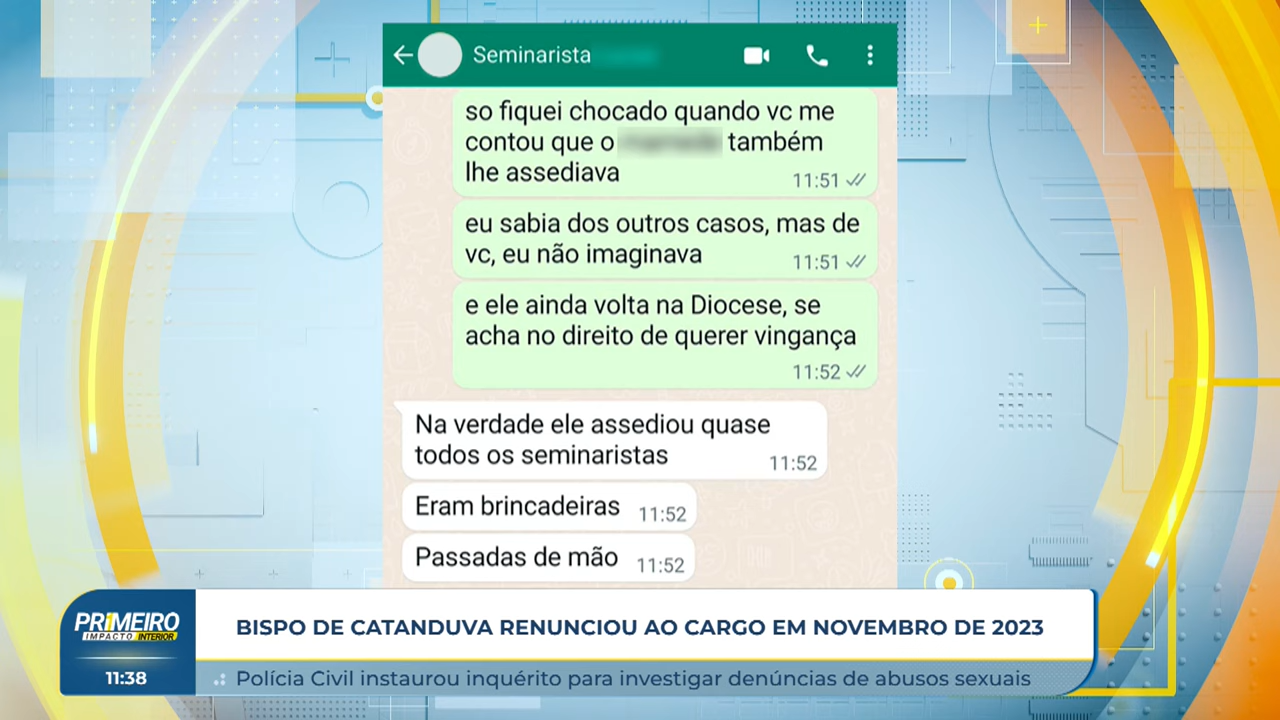 Seminarista
so fiquei chocado quando vc me
contou que o também
lhe assediava
11:51
eu sabia dos outros casos, mas de
vc, eu não imaginava
11:51
e ele ainda volta na Diocese, se
acha no direito de querer vingança
11:52
Na verdade ele assediou quase
todos os seminaristas
11:52
Eram brincadeiras
11:52
Passadas de mão
11:52
PR1MEIRO
IMPACTO INTERIOR
11:38
BISPO DE CATANDUVA RENUNCIOU AO CARGO EM NOVEMBRO DE 2023
Polícia Civil instaurou inquérito para investigar denúncias de abusos sexuais